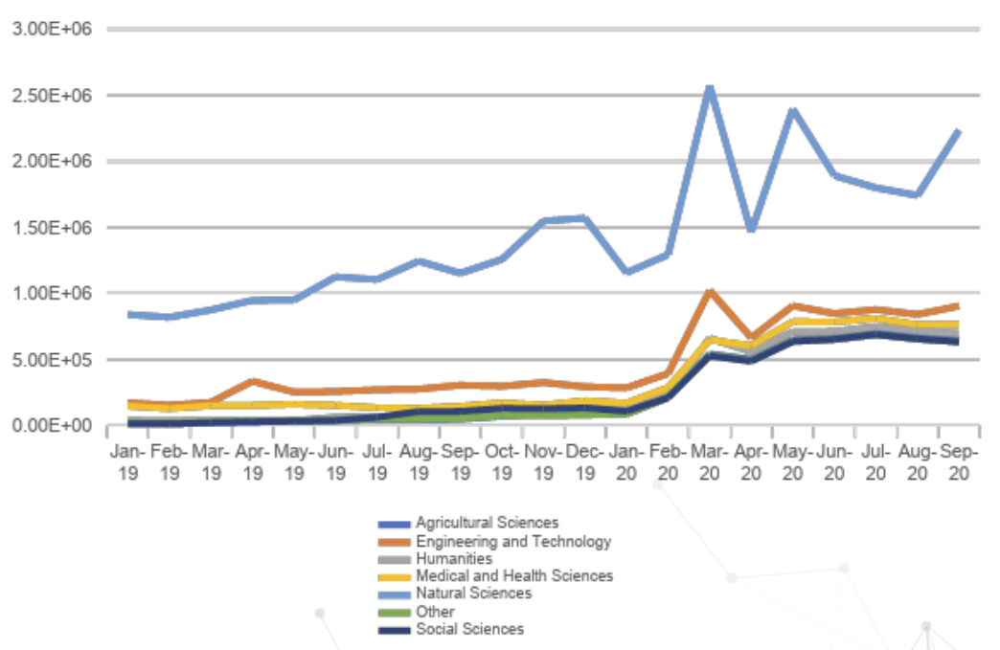 3.00E+06
2.50E+06
2.00E+06
1.50E+06
1.00E+06
5.00E+05
0.00E+00
Jan- Feb- Mar- Apr- May- Jun- Jul- Aug- Sep- Oct- Nov- Dec- Jan- Feb- Mar- Apr- May- Jun- Jul- Aug- Sep-
19 19 19 19 19 19 19 19 19 19 19 19 20 20 20 20 20 20 20 20 20
Agricultural Sciences
Engineering and Technology
Humanities
Medical and Health Sciences
Natural Sciences
Other
Social Sciences